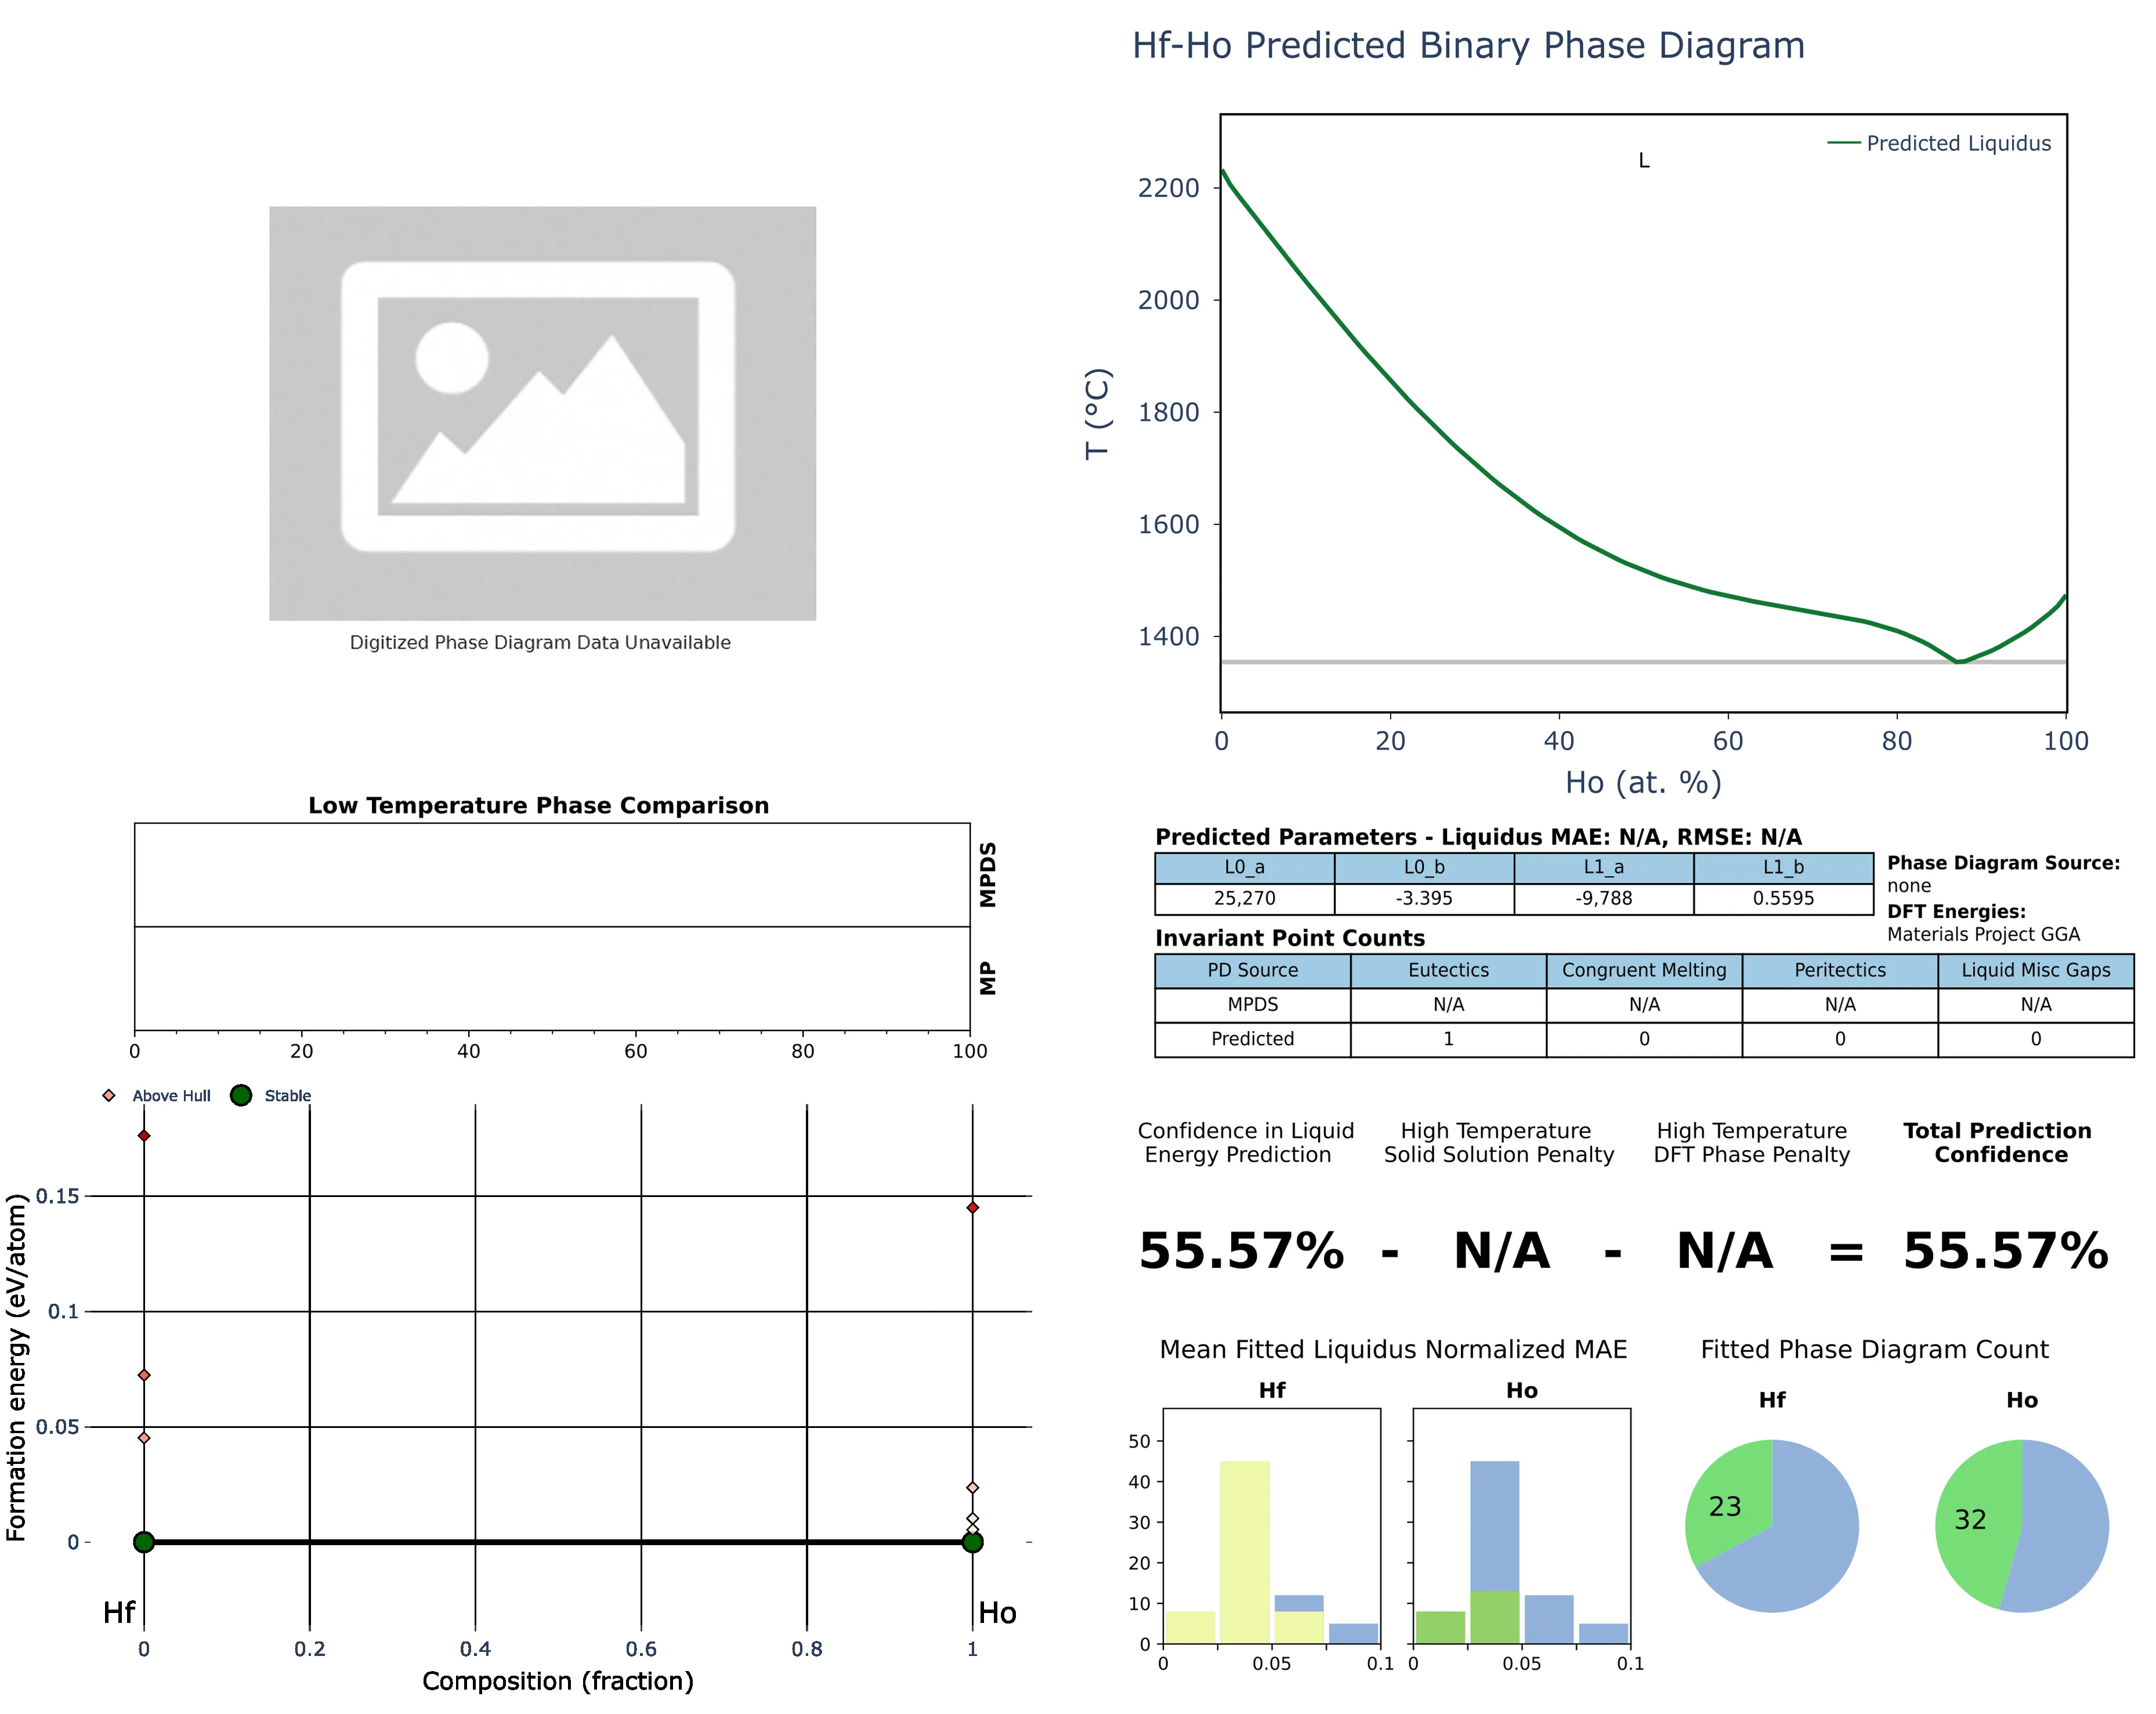 Hf-Ho Predicted Binary Phase Diagram
Predicted Liquidus
L
2200
2000
1800
1600
1400
T (°C)
0 20 40 60 80 100
Ho (at. %)
Digitized Phase Diagram Data Unavailable
Low Temperature Phase Comparison
MPDS
MP
0 20 40 60 80 100
Predicted Parameters - Liquidus MAE: N/A, RMSE: N/A
L0_a L0_b L1_a L1_b
25,270 -3.395 -9,788 0.5595
Phase Diagram Source:
none
DFT Energies:
Materials Project GGA
Invariant Point Counts
PD Source Eutectics Congruent Melting Peritectics Liquid Misc Gaps
MPDS N/A N/A N/A N/A
Predicted 1 0 0 0
Above Hull Stable
0.15
0.1
0.05
0
Formation energy (eV/atom)
Hf Ho
0 0.2 0.4 0.6 0.8 1
Composition (fraction)
Confidence in Liquid
Energy Prediction
High Temperature
Solid Solution Penalty
High Temperature
DFT Phase Penalty
Total Prediction
Confidence
55.57% - N/A - N/A = 55.57%
Mean Fitted Liquidus Normalized MAE
Hf Ho
50
40
30
20
10
0
0 0.05 0.1 0 0.05 0.1
Fitted Phase Diagram Count
Hf Ho
23 32